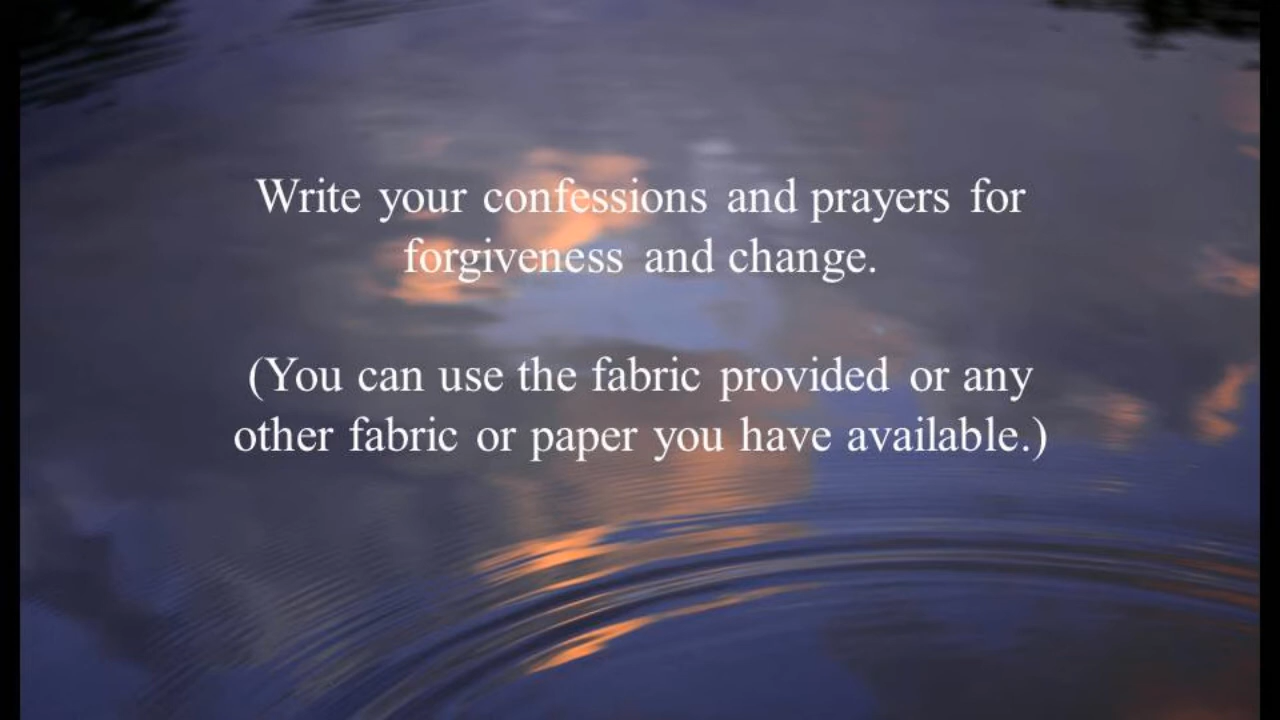 Write your confessions and prayers for
forgiveness and change.
(You can use the fabric provided or any
other fabric or paper you have available.)